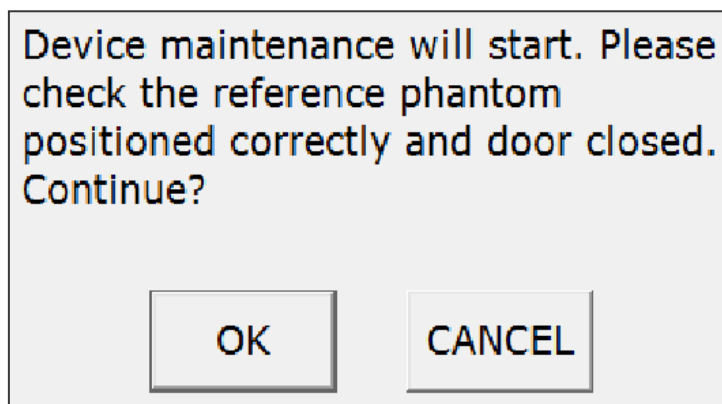 Device maintenance will start. Please
check the reference phantom
positioned correctly and door closed.
Continue?
OK CANCEL